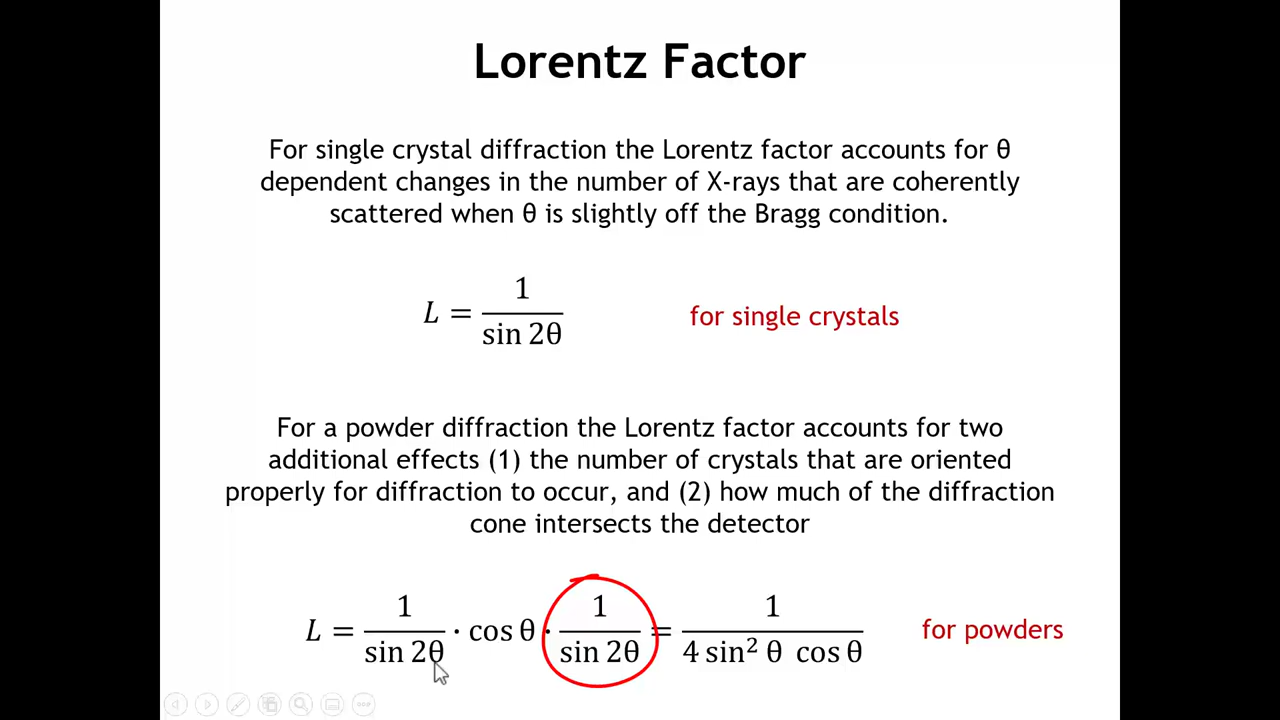 Lorentz Factor
For single crystal diffraction the Lorentz factor accounts for θ
dependent changes in the number of X-rays that are coherently
scattered when θ is slightly off the Bragg condition.
L = 1/sin 2θ for single crystals
For a powder diffraction the Lorentz factor accounts for two
additional effects (1) the number of crystals that are oriented
properly for diffraction to occur, and (2) how much of the diffraction
cone intersects the detector
L = 1/sin 2θ · cos θ · 1/sin 2θ = 1/4 sin² θ cos θ for powders